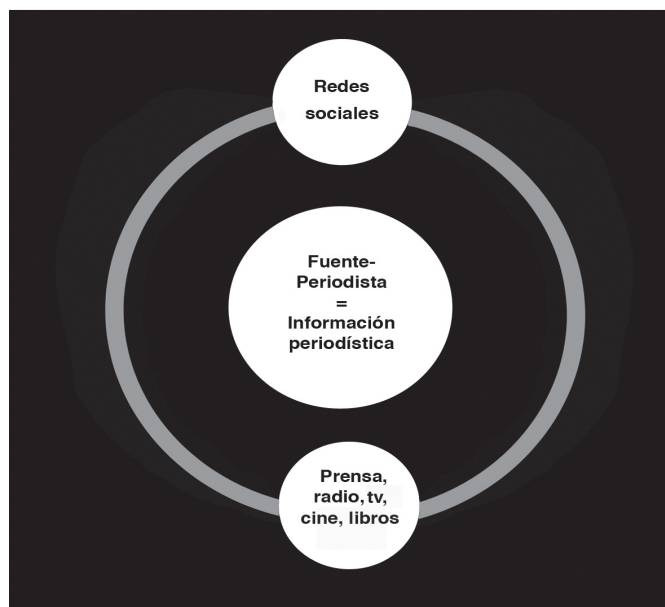 Redes
sociales
Fuente-
Periodista
=
Información
periodística
Prensa,
radio, tv,
cine, libros